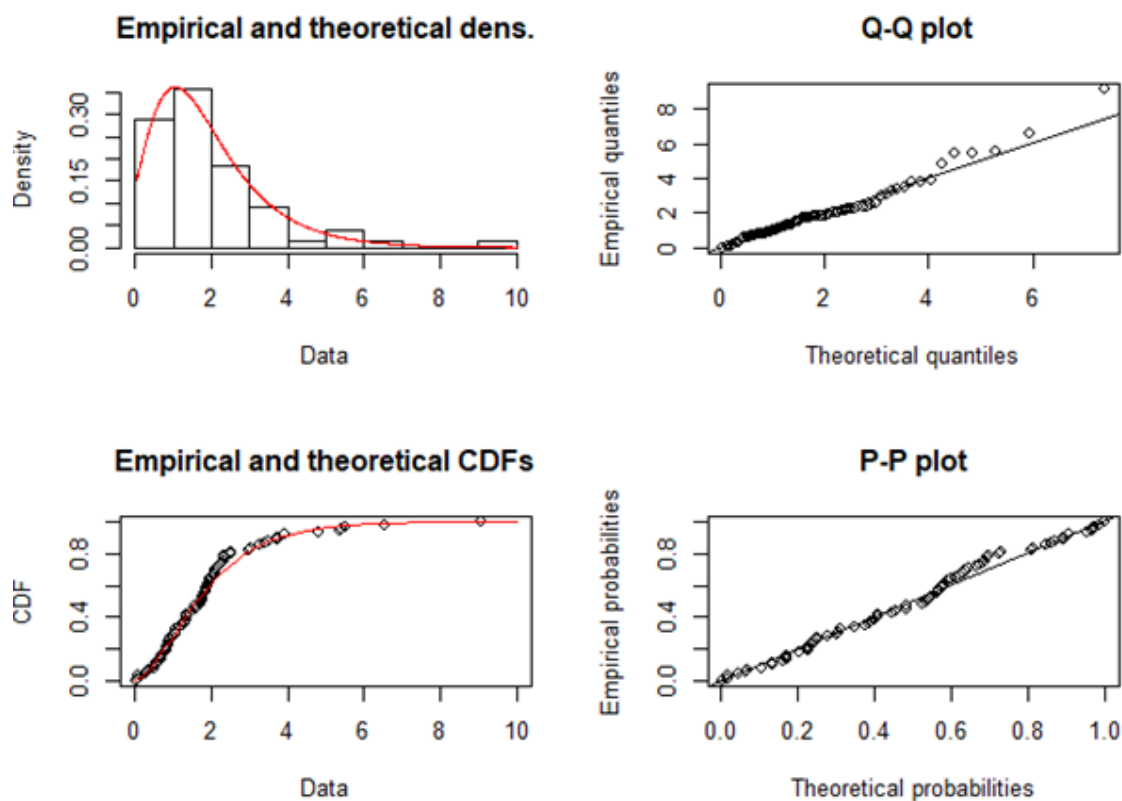 Empirical and theoretical dens.
Density
0.00 0.15 0.30
0 2 4 6 8 10
Data
Q-Q plot
Empirical quantiles
0 2 4 6 8
0 2 4 6
Theoretical quantiles
Empirical and theoretical CDFs
CDF
0.0 0.4 0.8
0 2 4 6 8 10
Data
P-P plot
Empirical probabilities
0.0 0.4 0.8
0.0 0.2 0.4 0.6 0.8 1.0
Theoretical probabilities